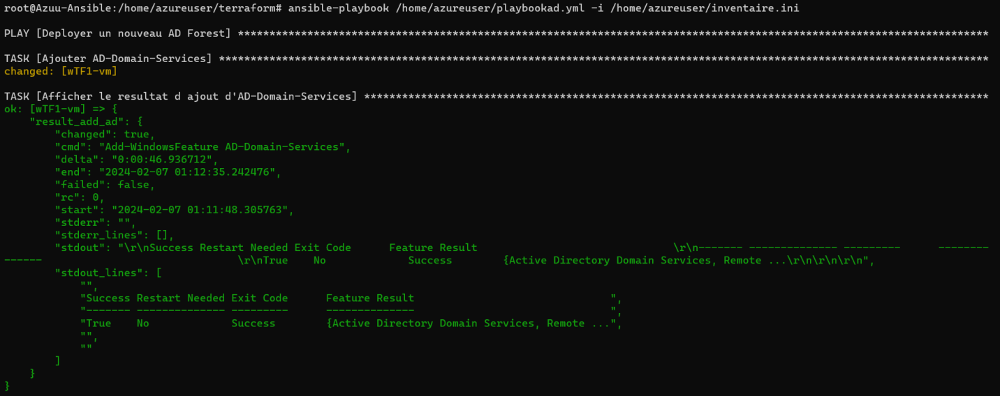 root@Azuu-Ansible:/home/azureuser/terraform# ansible-playbook /home/azureuser/playbookad.yml -i /home/azureuser/inventaire.ini
PLAY [Deployer un nouveau AD Forest] ***********************************************************************************************************************
TASK [Ajouter AD-Domain-Services] **************************************************************************************************************************
changed: [wTF1-vm]
TASK [Afficher le resultat d ajout d'AD-Domain-Services] ***************************************************************************************************
ok: [wTF1-vm] => {
    "result_add_ad": {
        "changed": true,
        "cmd": "Add-WindowsFeature AD-Domain-Services",
        "delta": "0:00:46.936712",
        "end": "2024-02-07 01:12:35.242476",
        "failed": false,
        "rc": 0,
        "start": "2024-02-07 01:11:48.305763",
        "stderr": "",
        "stderr_lines": [],
        "stdout": "\r\nSuccess Restart Needed Exit Code      Feature Result                               \r\n------- -------------- ---------      --------
------                               \r\nTrue    No             Success        {Active Directory Domain Services, Remote ...\r\n\r\n\r\n",
        "stdout_lines": [
            "",
            "Success Restart Needed Exit Code      Feature Result                               ",
            "------- -------------- ---------      --------------                               ",
            "True    No             Success        {Active Directory Domain Services, Remote ...",
            "",
            ""
        ]
    }
}